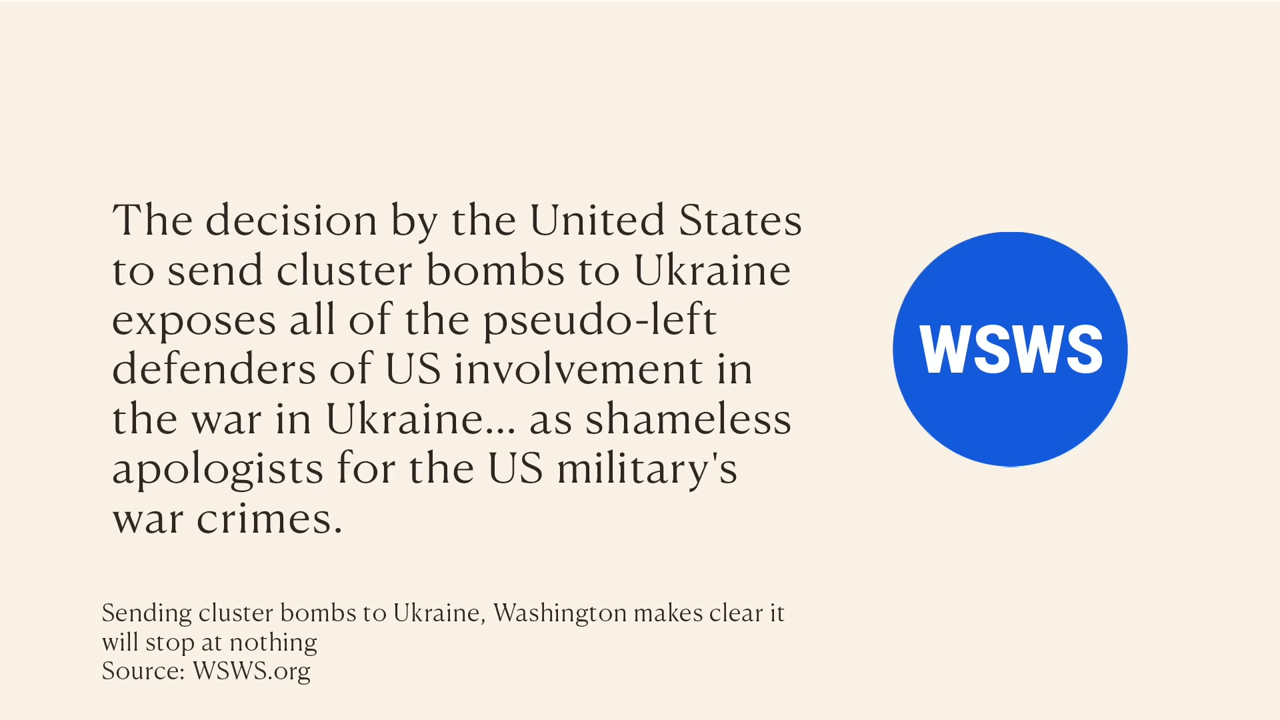 The decision by the United States
to send cluster bombs to Ukraine
exposes all of the pseudo-left
defenders of US involvement in
the war in Ukraine... as shameless
apologists for the US military's
war crimes.
WSWS
Sending cluster bombs to Ukraine, Washington makes clear it
will stop at nothing
Source: WSWS.org